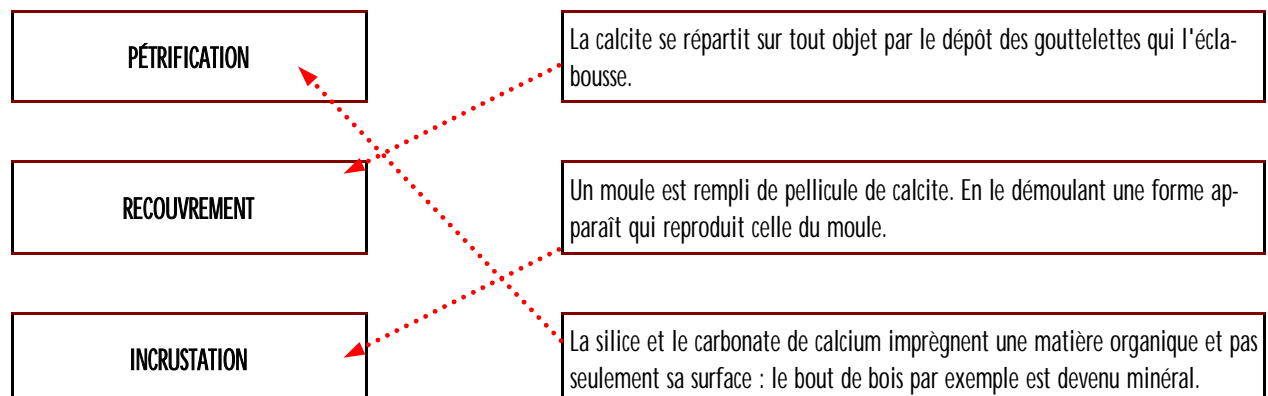 PÉTRIFICATION
La calcite se répartit sur tout objet par le dépôt des gouttelettes qui l'écla-
bousse.
RECOUVREMENT
Un moule est rempli de pellicule de calcite. En le démoulant une forme ap-
paraît qui reproduit celle du moule.
INCRUSTATION
La silice et le carbonate de calcium imprègnent une matière organique et pas
seulement sa surface : le bout de bois par exemple est devenu minéral.